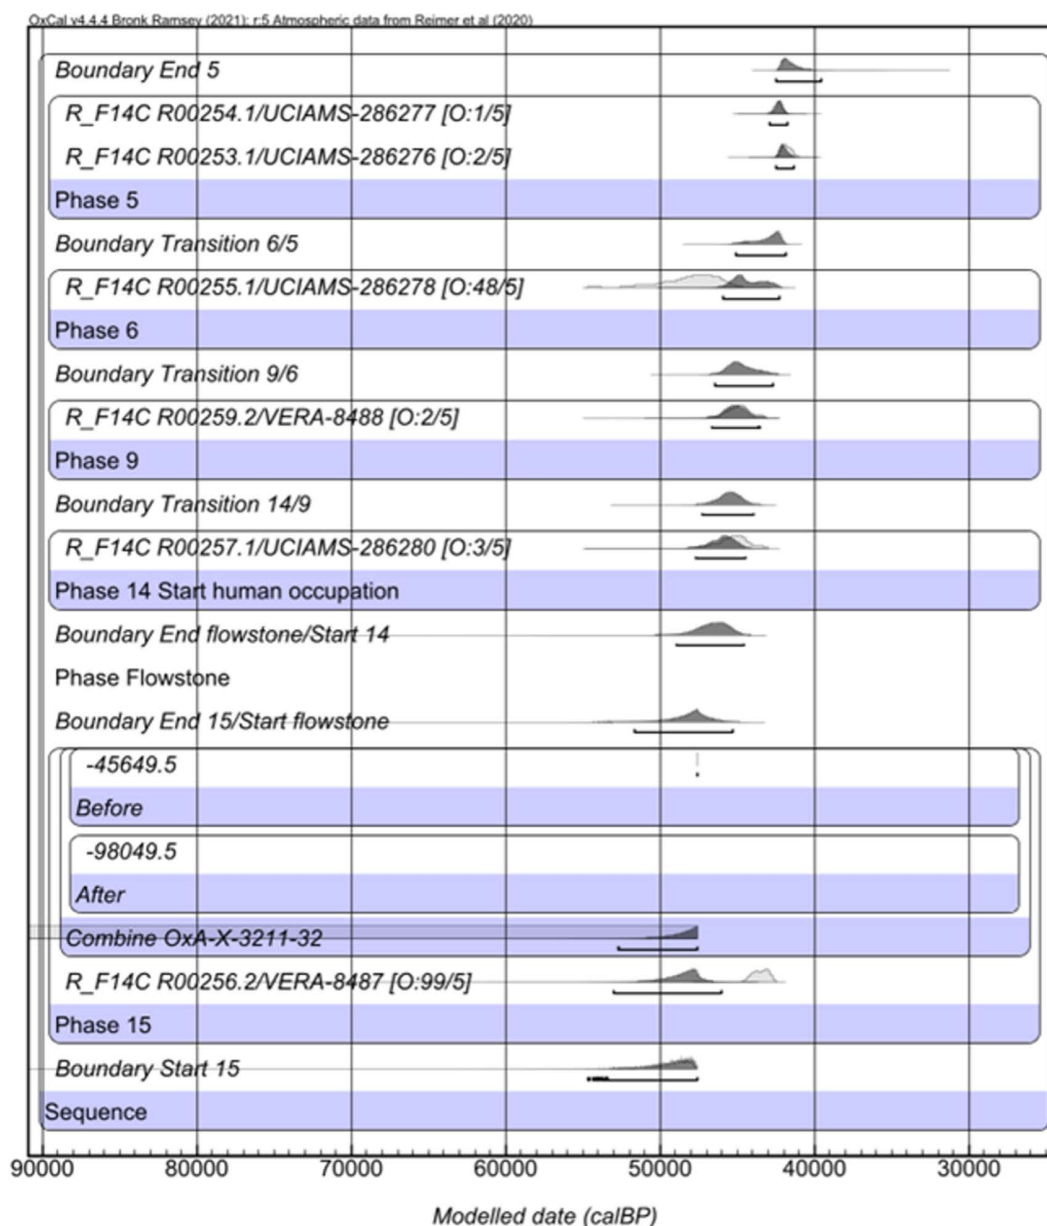 OxCal v4.4.4 Bronk Ramsey (2021); r:5 Atmospheric data from Reimer et al (2020)
Boundary End 5
R_F14C R00254.1/UCIAMS-286277 [O:1/5]
R_F14C R00253.1/UCIAMS-286276 [O:2/5]
Phase 5
Boundary Transition 6/5
R_F14C R00255.1/UCIAMS-286278 [O:48/5]
Phase 6
Boundary Transition 9/6
R_F14C R00259.2/VERA-8488 [O:2/5]
Phase 9
Boundary Transition 14/9
R_F14C R00257.1/UCIAMS-286280 [O:3/5]
Phase 14 Start human occupation
Boundary End flowstone/Start 14
Phase Flowstone
Boundary End 15/Start flowstone
-45649.5
Before
-98049.5
After
Combine OxA-X-3211-32
R_F14C R00256.2/VERA-8487 [O:99/5]
Phase 15
Boundary Start 15
Sequence
90000 80000 70000 60000 50000 40000 30000
Modelled date (calBP)